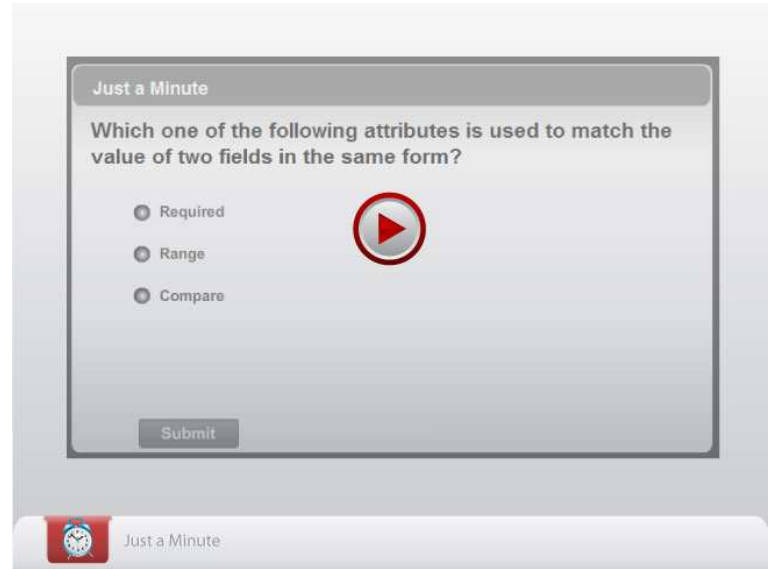 Just a Minute
Which one of the following attributes is used to match the
value of two fields in the same form?
Required
Range
Compare
Submit
Just a Minute